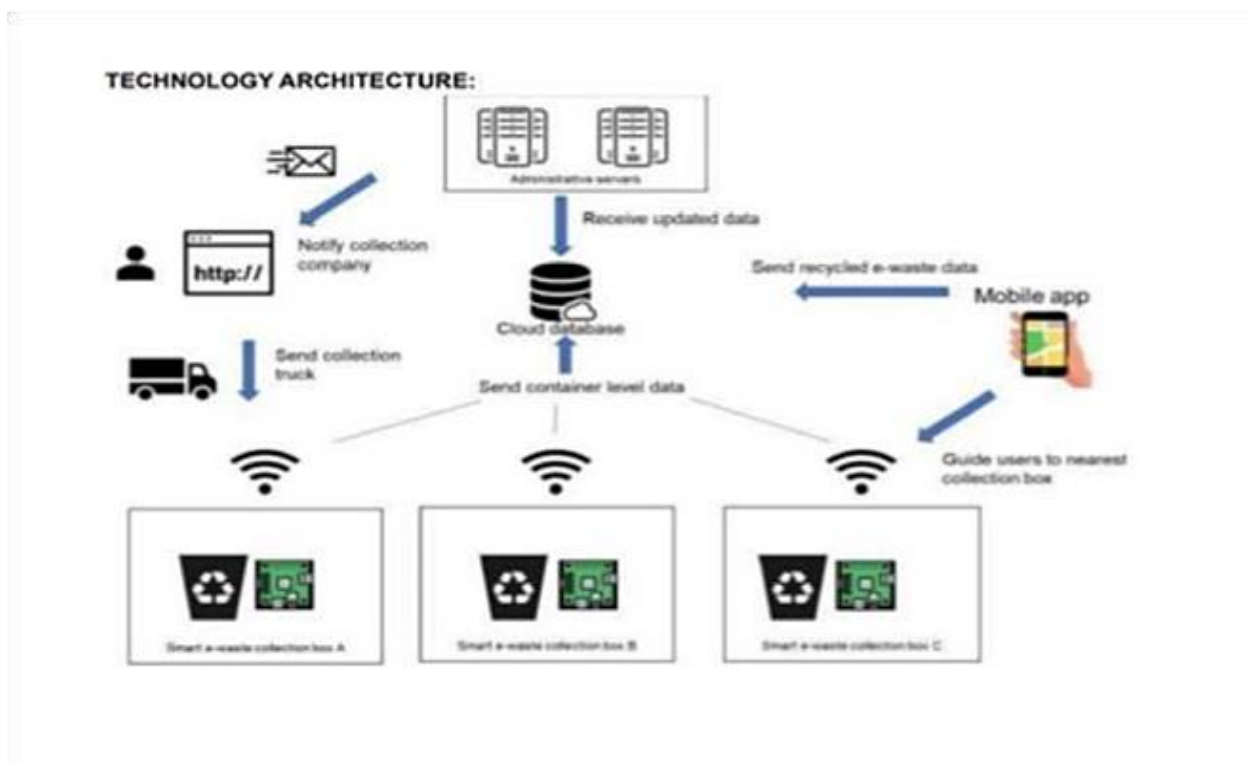 TECHNOLOGY ARCHITECTURE:
Administrative servers
Receive updated data
Notify collection
company
http://
Send recycled e-waste data
Mobile app
Cloud database
Send collection
truck
Send container level data
Guide users to nearest
collection box
Smart e-waste collection box A
Smart e-waste collection box B
Smart e-waste collection box C